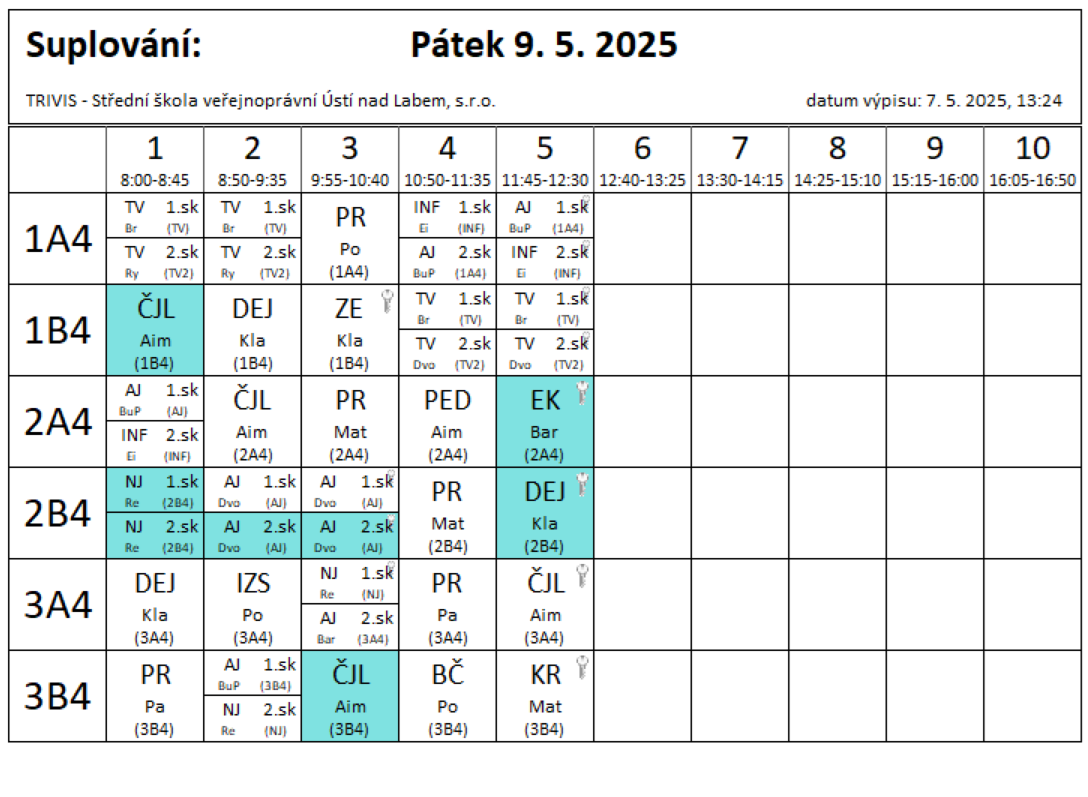 Suplování: Pátek 9. 5. 2025
TRIVIS - Střední škola veřejnoprávní Ústí nad Labem, s.r.o. datum výpisu: 7. 5. 2025, 13:24
1 2 3 4 5 6 7 8 9 10
8:00-8:45 8:50-9:35 9:55-10:40 10:50-11:35 11:45-12:30 12:40-13:25 13:30-14:15 14:25-15:10 15:15-16:00 16:05-16:50
1A4
TV 1.sk TV 1.sk PR INF 1.sk AJ 1.sk
Br (TV) Br (TV) Po Ei (INF) BuP (1A4)
TV 2.sk TV 2.sk (1A4) AJ 2.sk INF 2.sk
Ry (TV2) Ry (TV2) BuP (1A4) Ei (INF)
1B4
ČJL DEJ ZE TV 1.sk TV 1.sk
Aim Kla Kla Br (TV) Br (TV)
(1B4) (1B4) (1B4) TV 2.sk TV 2.sk
Dvo (TV2) Dvo (TV2)
2A4
AJ 1.sk ČJL PR PED EK
BuP (AJ) Aim Mat Aim Bar
INF 2.sk (2A4) (2A4) (2A4) (2A4)
Ei (INF)
2B4
NJ 1.sk AJ 1.sk AJ 1.sk PR DEJ
Re (2B4) Dvo (AJ) Dvo (AJ) Mat Kla
NJ 2.sk AJ 2.sk AJ 2.sk (2B4) (2B4)
Re (2B4) Dvo (AJ) Dvo (AJ)
3A4
DEJ IZS NJ 1.sk PR ČJL
Kla Po Re (NJ) Pa Aim
(3A4) (3A4) AJ 2.sk (3A4) (3A4)
Bar (3A4)
3B4
PR AJ 1.sk ČJL BČ KR
Pa BuP (3B4) Aim Po Mat
(3B4) NJ 2.sk (3B4) (3B4) (3B4)
Re (NJ)